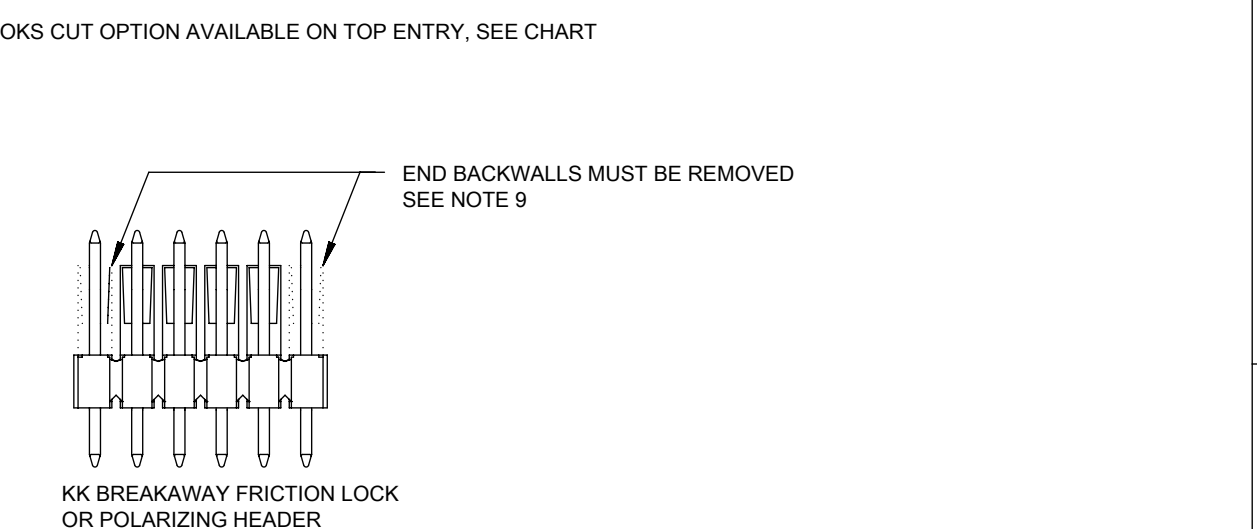 OKS CUT OPTION AVAILABLE ON TOP ENTRY, SEE CHART
END BACKWALLS MUST BE REMOVED
SEE NOTE 9
KK BREAKAWAY FRICTION LOCK
OR POLARIZING HEADER